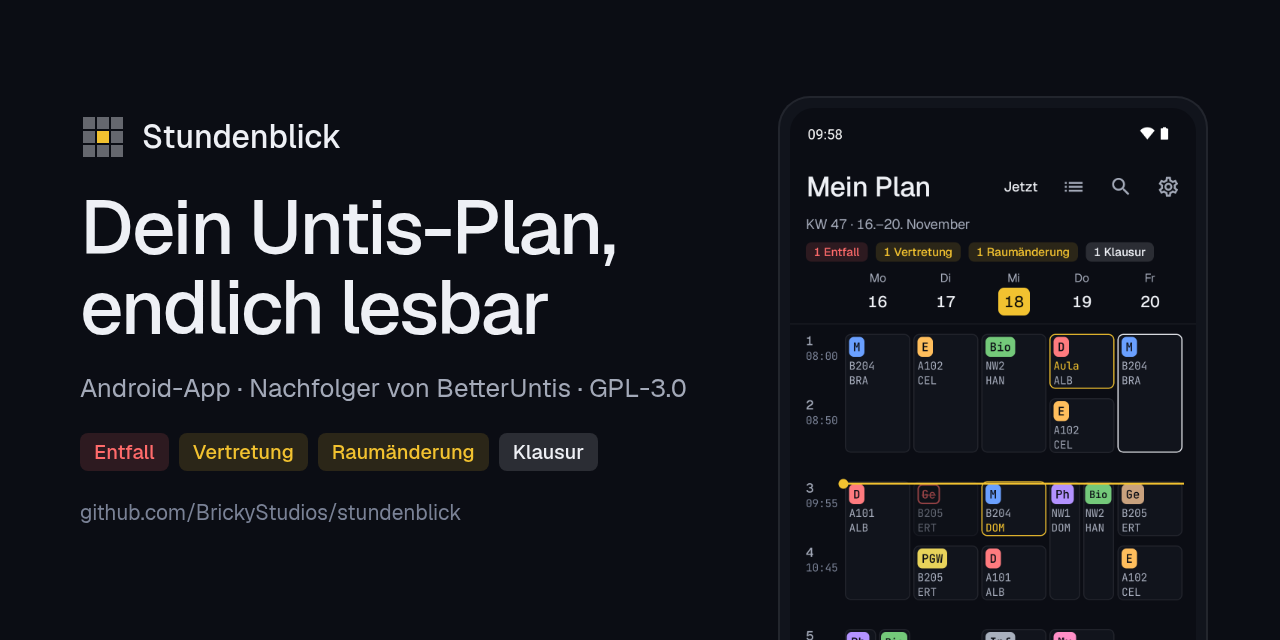 Stundenblick
Dein Untis-Plan,
endlich lesbar
Android-App · Nachfolger von BetterUntis · GPL-3.0
Entfall Vertretung Raumänderung Klausur
github.com/BrickyStudios/stundenblick
09:58
Mein Plan Jetzt
KW 47 · 16.–20. November
1 Entfall 1 Vertretung 1 Raumänderung 1 Klausur
Mo Di Mi Do Fr
16 17 18 19 20
1 M E Bio D M
08:00 B204 A102 NW2 Aula B204
BRA CEL HAN ALB BRA
2 E
08:50 A102
CEL
3 D Ge M Ph Bio Ge
09:55 A101 B205 B204 NW1 NW2 B205
ALB ERT DOM DOM HAN ERT
4 PGW D E
10:45 B205 A101 A102
ERT ALB CEL
5